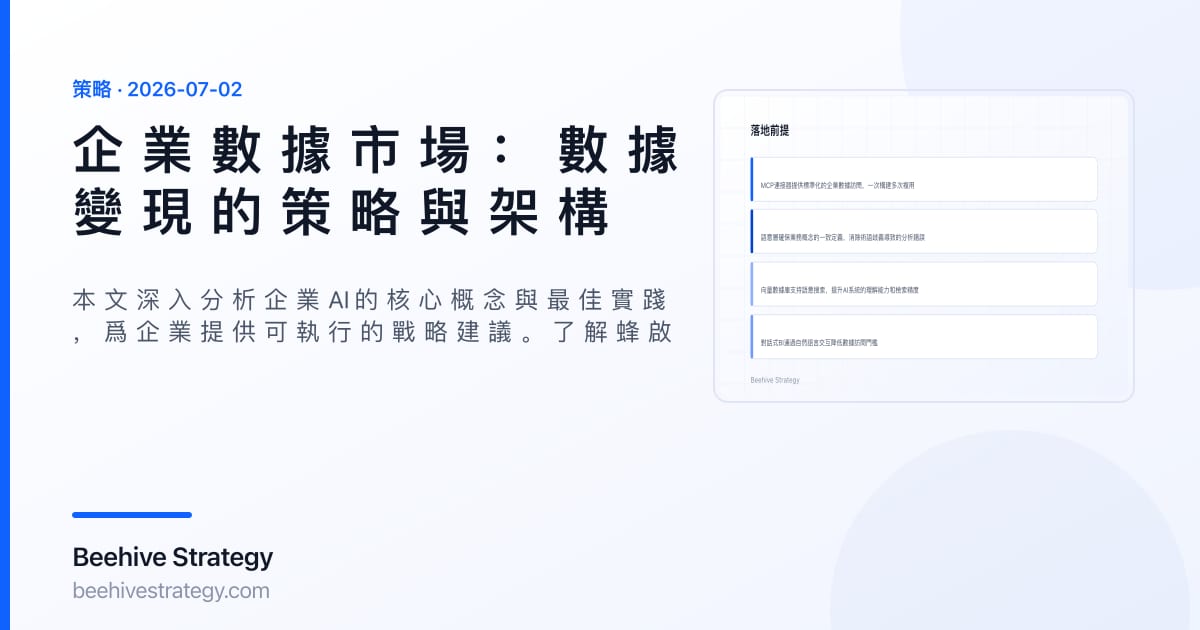 策略 · 2026-07-02
企業數據市場：數據
變現的策略與架構
本文深入分析企業AI的核心概念與最佳實踐
，爲企業提供可執行的戰略建議。了解蜂啟
落地前提
MCP連接器提供標準化的企業數據訪問，一次構建多次複用
語意層確保業務概念的一致定義，消除術語歧義導致的分析錯誤
向量數據庫支持語意搜索，提升AI系統的理解能力和檢索精度
對話式BI通過自然語言交互降低數據訪問門檻
Beehive Strategy
Beehive Strategy
beehivestrategy.com